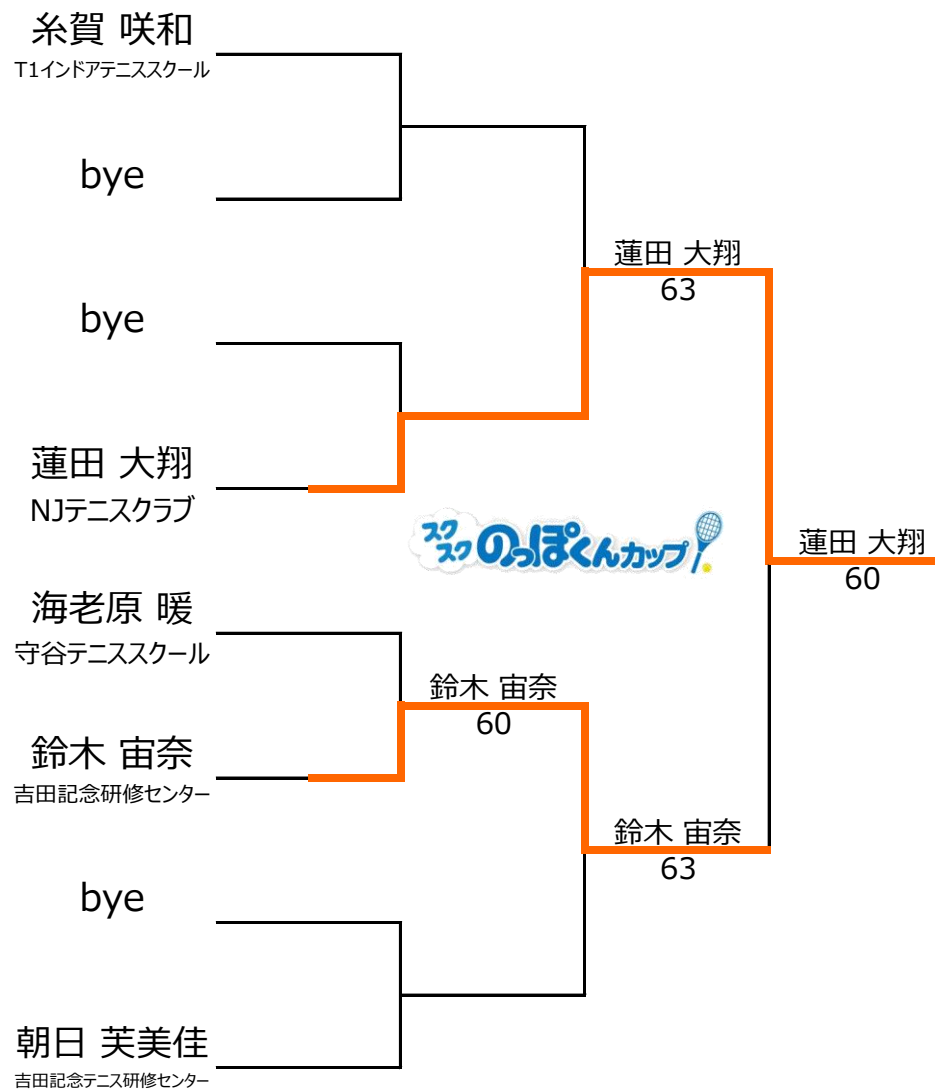 糸賀 咲和
T1インドアテニススクール
bye
bye
蓮田 大翔
NJテニスクラブ
海老原 暖
守谷テニススクール
鈴木 宙奈
吉田記念研修センター
bye
朝日 芙美佳
吉田記念テニス研修センター
鈴木 宙奈
60
蓮田 大翔
63
鈴木 宙奈
63
蓮田 大翔
60
スクスクのっぽくんカップ